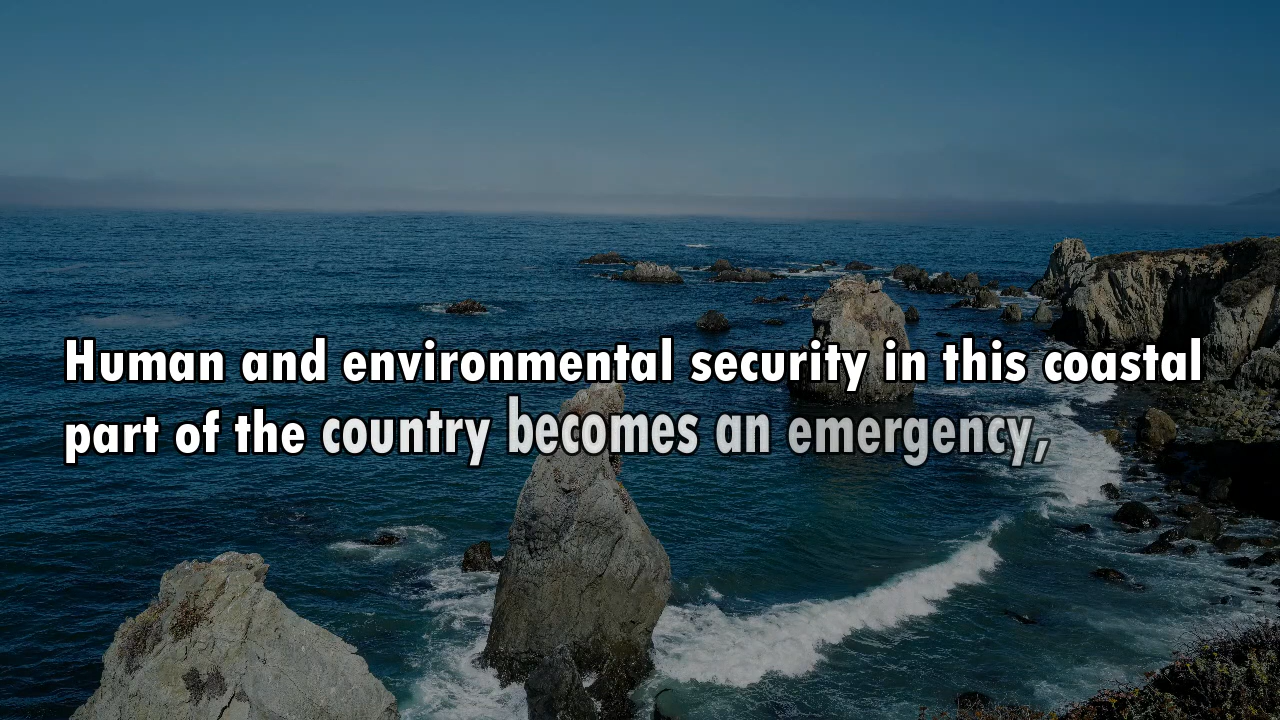 Human and environmental security in this coastal
part of the country becomes an emergency,